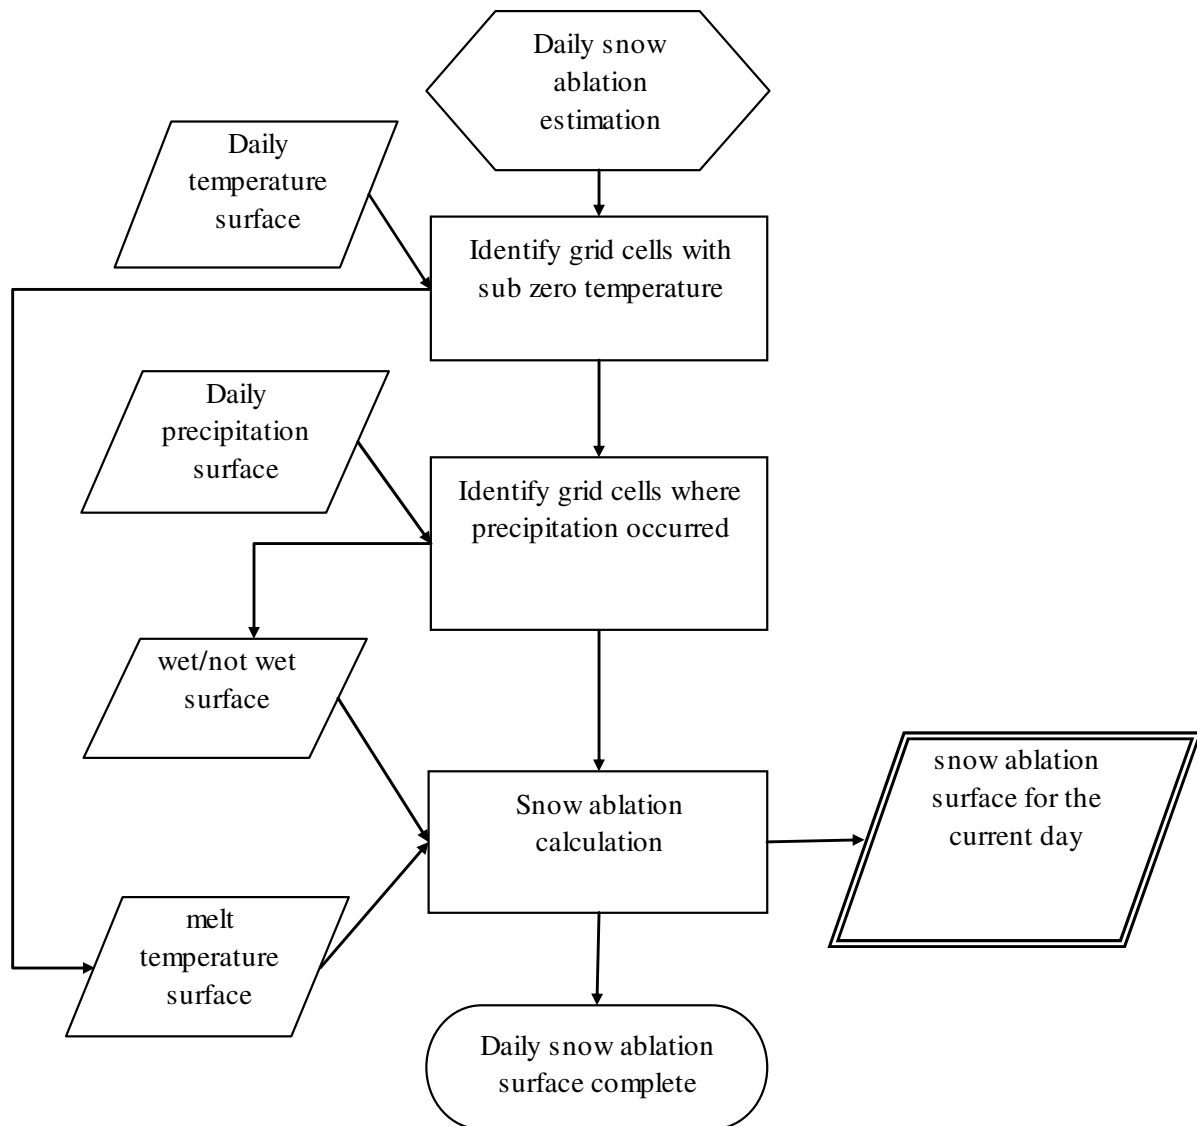 Daily snow
ablation
estimation
Daily
temperature
surface
Identify grid cells with
sub zero temperature
Daily
precipitation
surface
Identify grid cells where
precipitation occurred
wet/not wet
surface
Snow ablation
calculation
snow ablation
surface for the
current day
melt
temperature
surface
Daily snow ablation
surface complete